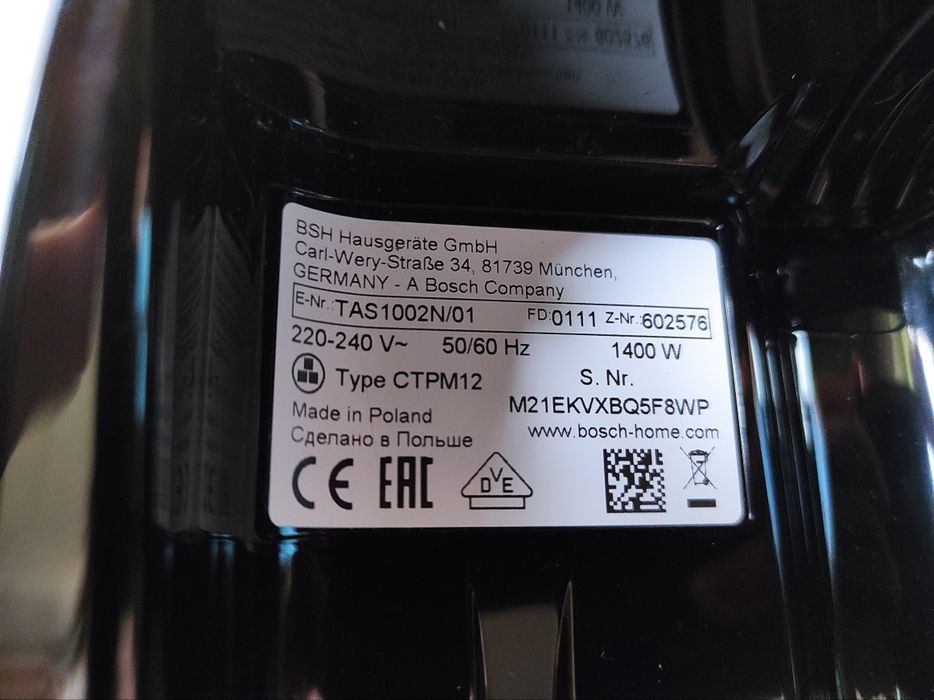 BSH Hausgeräte GmbH
Carl-Wery-Straße 34, 81739 München,
GERMANY - A Bosch Company
E-Nr.: TAS1002N/01 FD:0111 Z-Nr.:602576
220-240 V~ 50/60 Hz 1400 W
Type CTPM12 S. Nr.
M21EKVXBQ5F8WP
Made in Poland
www.bosch-home.com
Сделано в Польше
CE EAC DVE